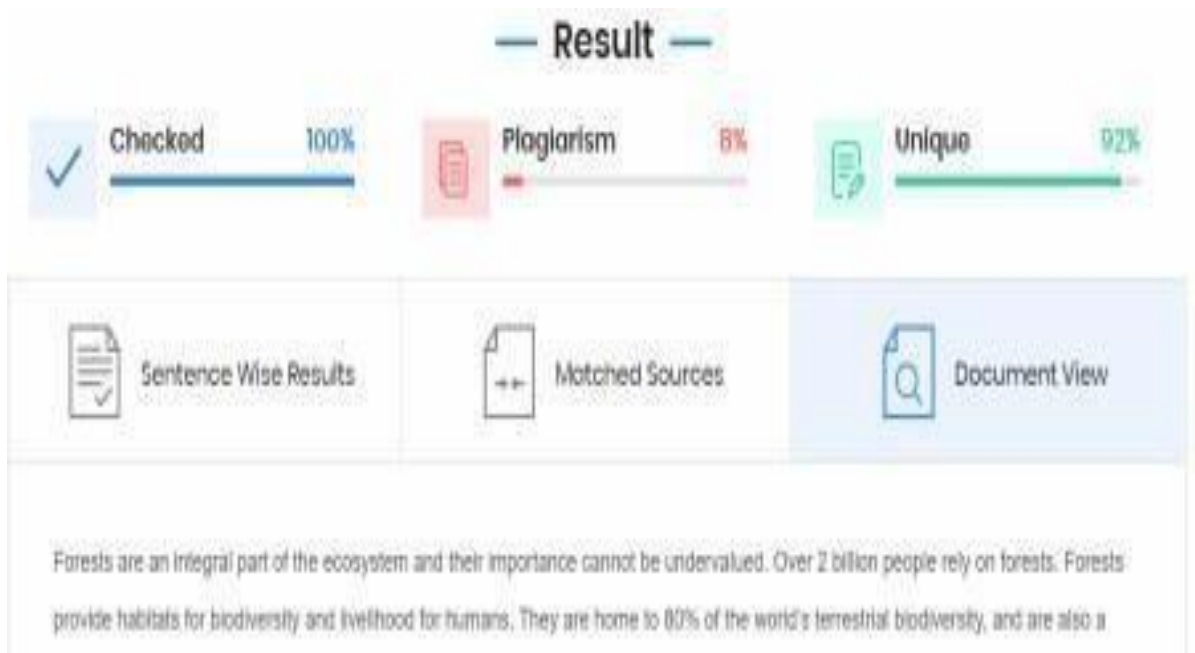 Result
Checked 100% Plagiarism 8% Unique 92%
Sentence Wise Results Matched Sources Document View
Forests are an integral part of the ecosystem and their importance cannot be undervalued. Over 2 billion people rely on forests. Forests
provide habitats for biodiversity and livelihood for humans. They are home to 80% of the world's terrestrial biodiversity, and are also a